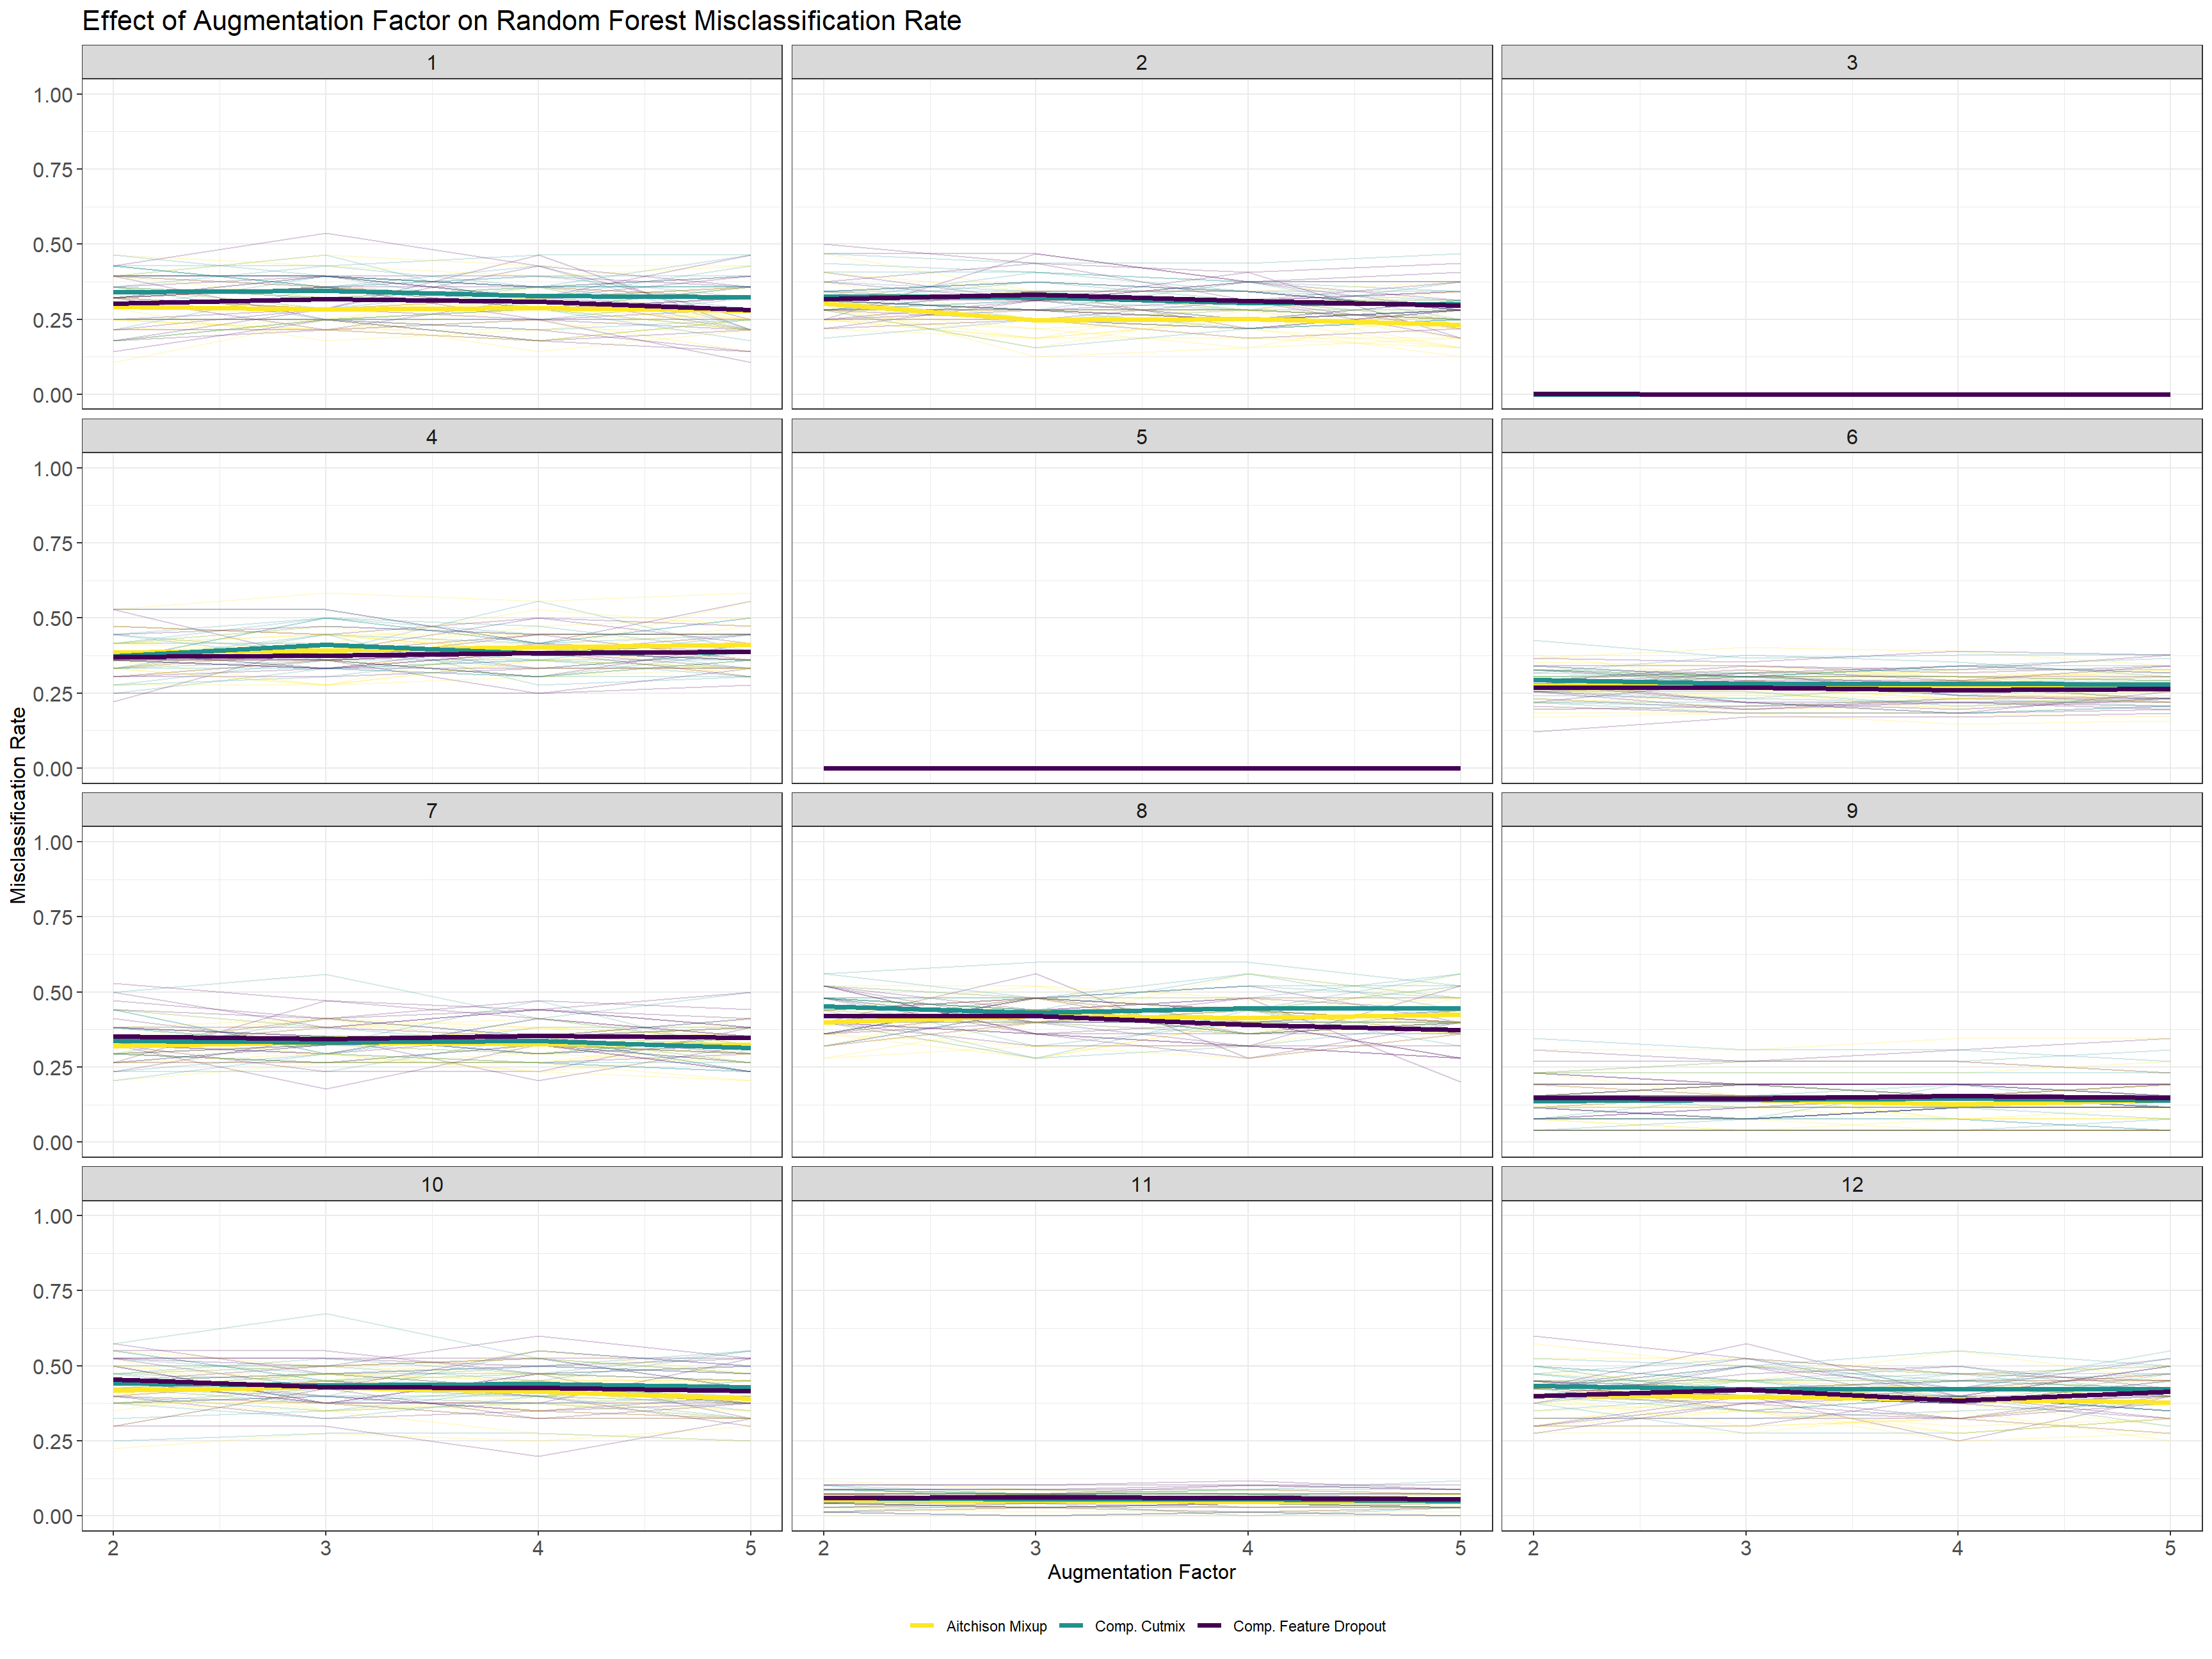 Effect of Augmentation Factor on Random Forest Misclassification Rate
1 2 3
1.00
0.75
0.50
0.25
0.00
4 5 6
1.00
0.75
0.50
0.25
0.00
Misclassification Rate
7 8 9
1.00
0.75
0.50
0.25
0.00
10 11 12
1.00
0.75
0.50
0.25
0.00
2 3 4 5 2 3 4 5 2 3 4 5
Augmentation Factor
Aitchison Mixup Comp. Cutmix Comp. Feature Dropout